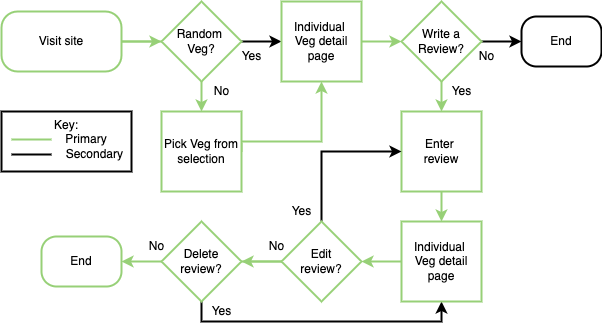 Visit site
Random
Veg?
Yes
Individual
Veg detail
page
Write a
Review?
No
End
No
Yes
Key:
Primary
Secondary
Pick Veg from
selection
Enter
review
Yes
End
No
Delete
review?
No
Edit
review?
Individual
Veg detail
page
Yes